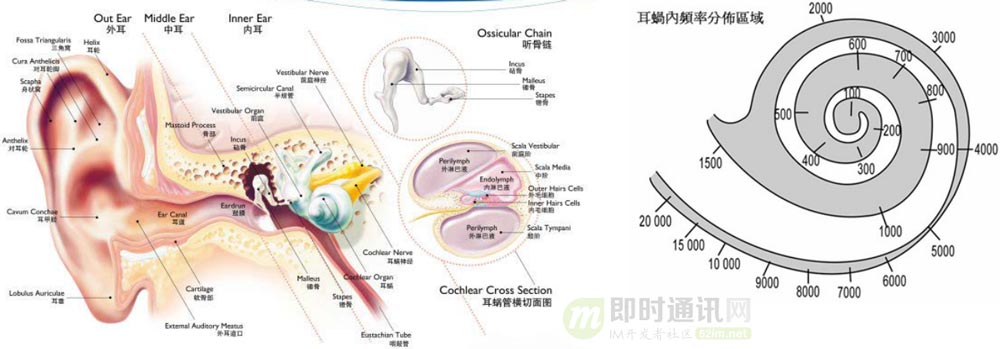 Out Ear
外耳
Middle Ear
中耳
Inner Ear
内耳
Fossa Triangularis
三角窝
Helix
耳轮
Cura Anthelicis
对耳轮脚
Scapha
舟状窝
Anthelix
对耳轮
Cavum Conchae
耳甲腔
Lobulus Auriculae
耳垂
Mastoid Process
骨部
Vestibular Organ
前庭
Semicircular Canal
半规管
Vestibular Nerve
前庭神经
Incus
砧骨
Ear Canal
耳道
Eardrum
鼓膜
Cartilage
软骨部
External Auditory Meatus
外耳道口
Malleus
锤骨
Stapes
镫骨
Eustachian Tube
咽鼓管
Cochlear Organ
耳蜗
Cochlear Nerve
耳蜗神经
Ossicular Chain
听骨链
Incus
砧骨
Malleus
锤骨
Stapes
镫骨
Perilymph
外淋巴液
Endolymph
内淋巴液
Perilymph
外淋巴液
Scala Vestibular
前庭阶
Scala Media
中阶
Outer Hairs Cells
外毛细胞
Inner Hairs Cells
内毛细胞
Scala Tympani
鼓阶
Cochlear Cross Section
耳蜗管横切面图
耳蝸內頻率分佈區域
2000
3000
4000
5000
6000
7000
8000
9000
10 000
15 000
20 000
1500
1000
900
800
700
600
500
400
300
200
100
即时通讯网
IM开发者社区 52im.net